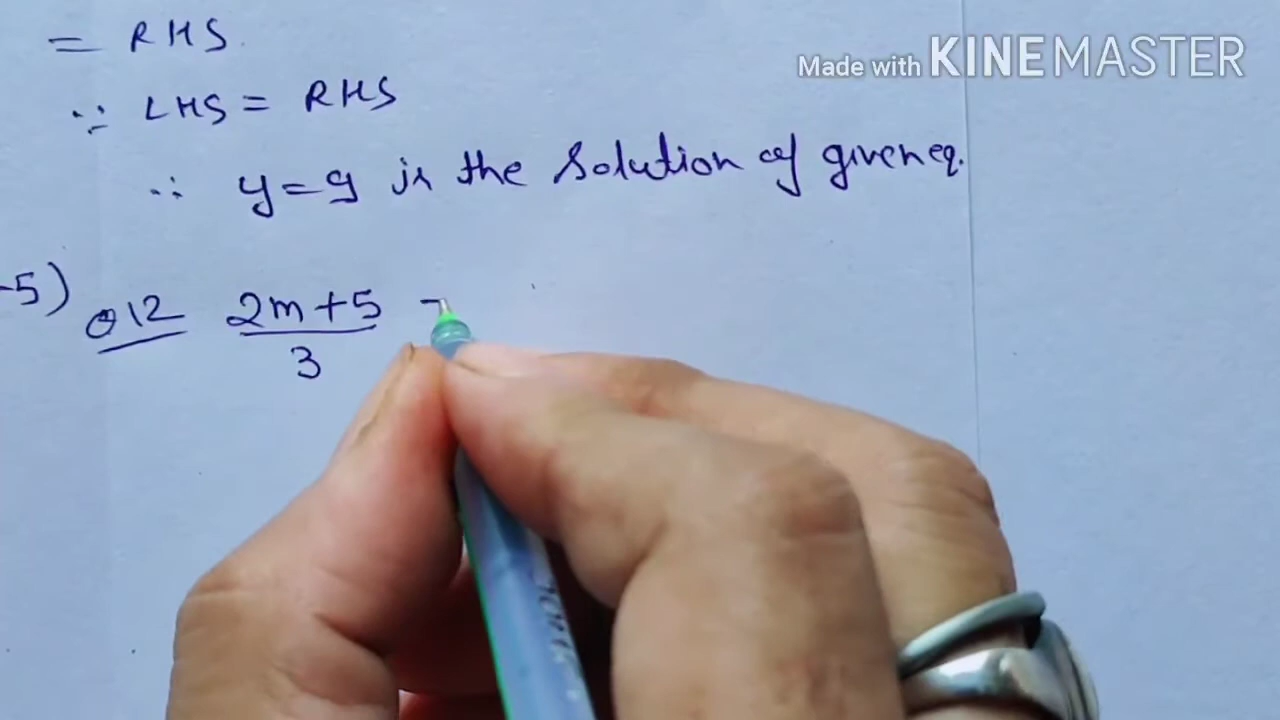 Made with KINEMASTER
= RHS.
∵ LHS = RHS
∴ y=9 is the solution of given eq.
-5)
Q12 2m+5
3